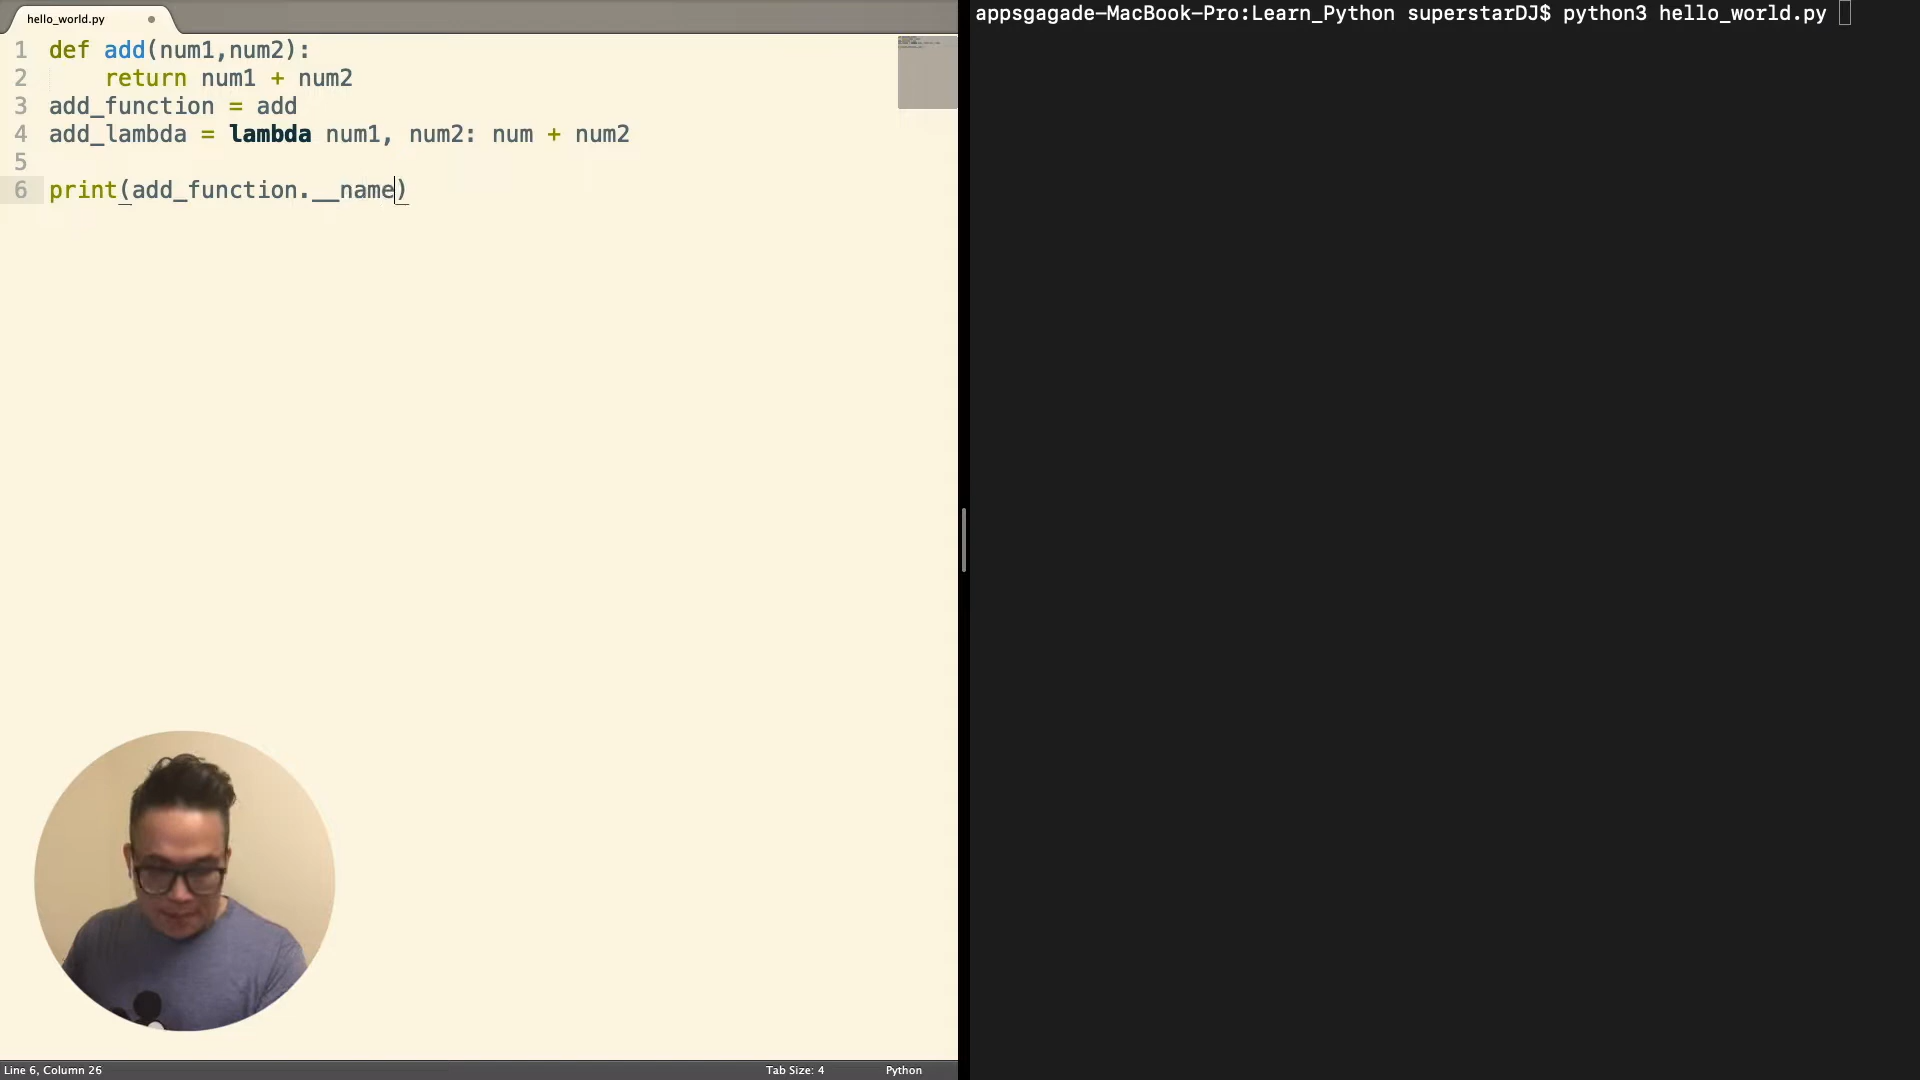 hello_world.py
1 def add(num1,num2):
2     return num1 + num2
3 add_function = add
4 add_lambda = lambda num1, num2: num + num2
5
6 print(add_function.__name)
Line 6, Column 26
Tab Size: 4
Python
appsgagade-MacBook-Pro:Learn_Python superstarDJ$ python3 hello_world.py